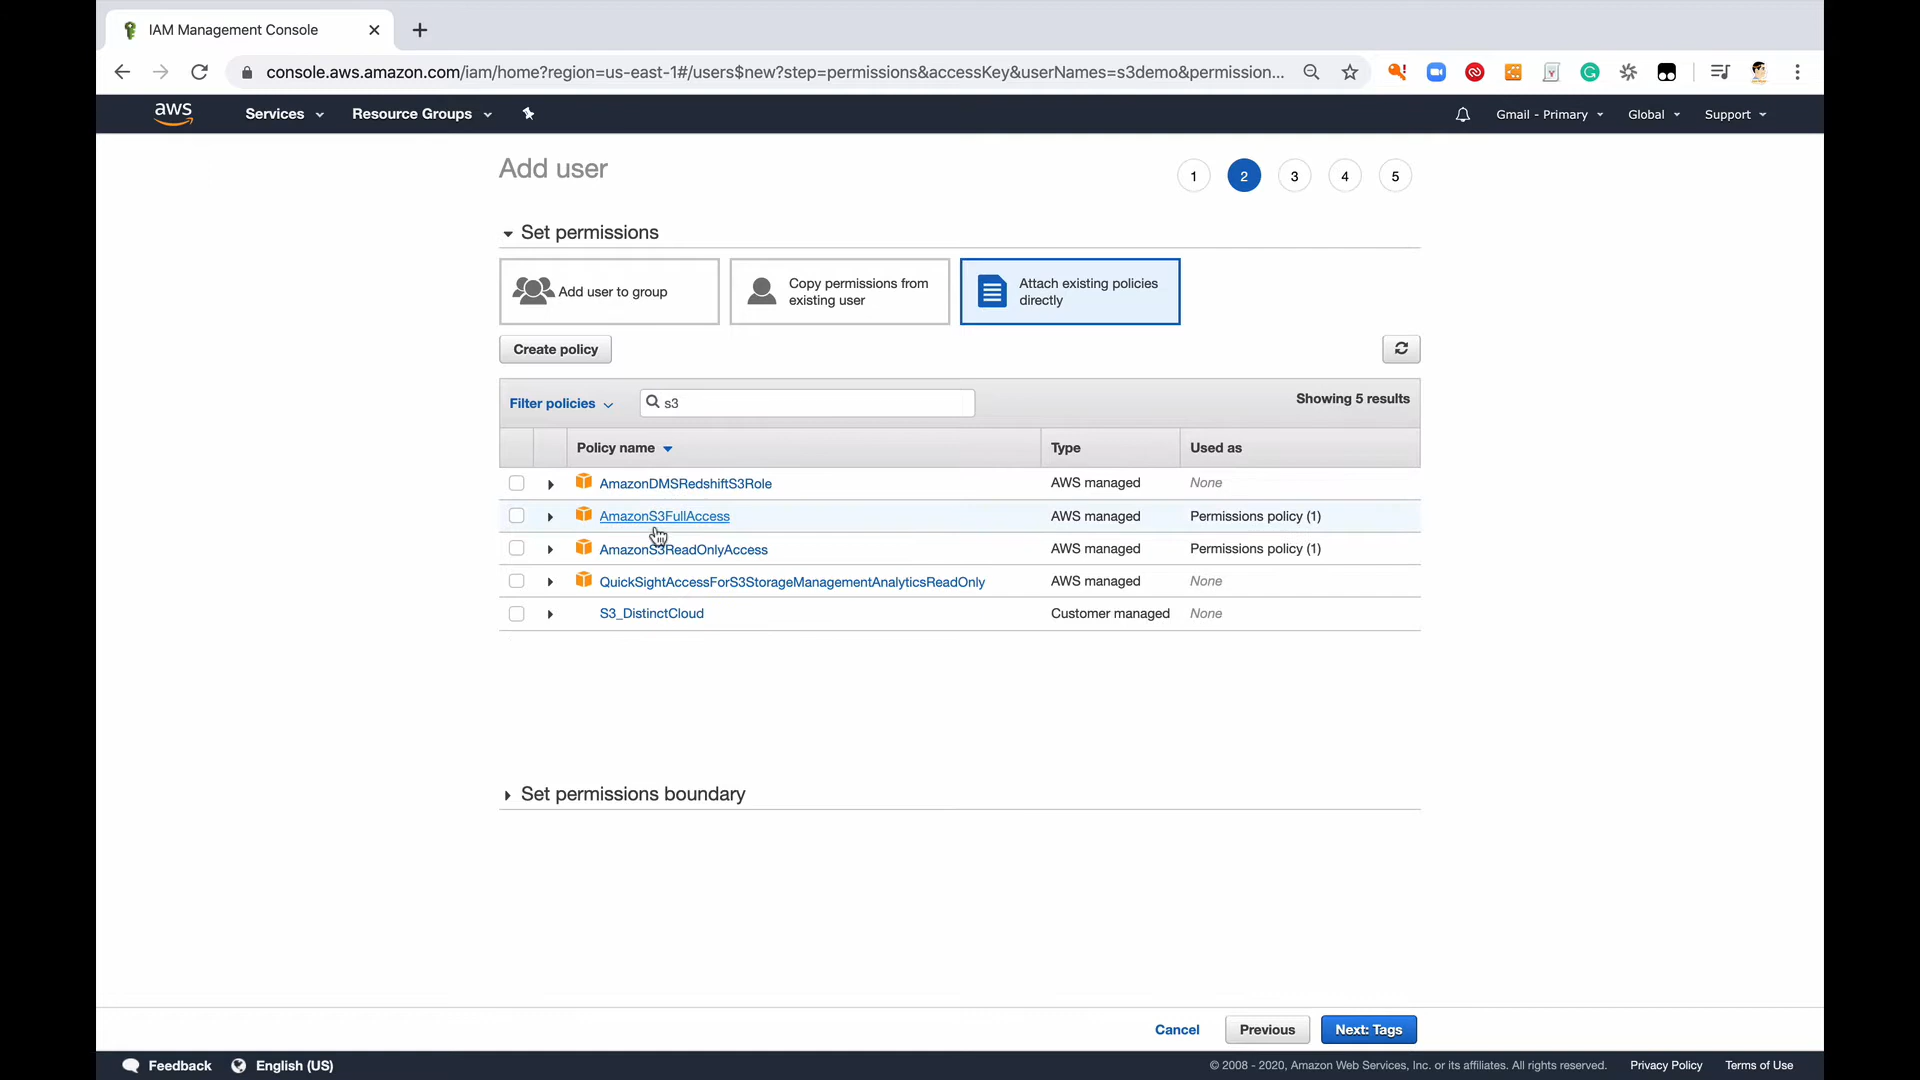 IAM Management Console
console.aws.amazon.com/iam/home?region=us-east-1#/users$new?step=permissions&accessKey&userNames=s3demo&permission...
aws
Services
Resource Groups
Gmail - Primary
Global
Support
Add user
1
2
3
4
5
Set permissions
Add user to group
Copy permissions from
existing user
Attach existing policies
directly
Create policy
Filter policies
s3
Showing 5 results
Policy name
Type
Used as
AmazonDMSRedshiftS3Role
AWS managed
None
AmazonS3FullAccess
AWS managed
Permissions policy (1)
AmazonS3ReadOnlyAccess
AWS managed
Permissions policy (1)
QuickSightAccessForS3StorageManagementAnalyticsReadOnly
AWS managed
None
S3_DistinctCloud
Customer managed
None
Set permissions boundary
Cancel
Previous
Next: Tags
Feedback
English (US)
© 2008 - 2020, Amazon Web Services, Inc. or its affiliates. All rights reserved.
Privacy Policy
Terms of Use